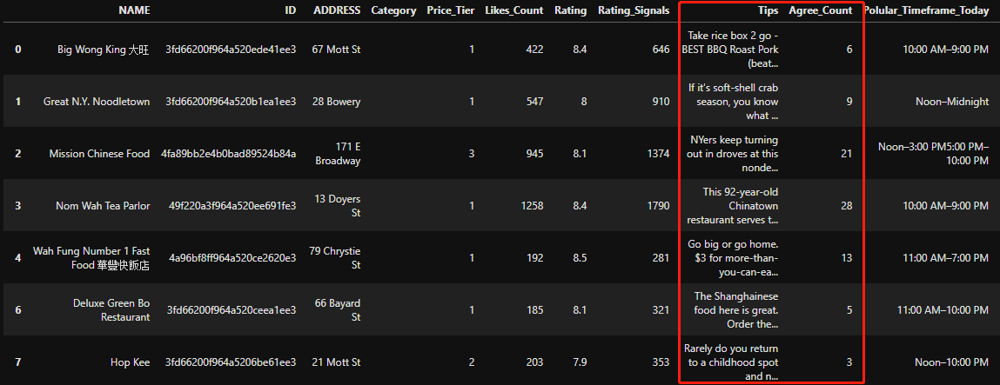 NAME ID ADDRESS Category Price_Tier Likes_Count Rating Rating_Signals Tips Agree_Count Polular_Timeframe_Today
0 Big Wong King 大旺 3fd66200f964a520ede41ee3 67 Mott St 1 422 8.4 646 Take rice box 2 go - BEST BBQ Roast Pork (beat... 6 10:00 AM–9:00 PM
1 Great N.Y. Noodletown 3fd66200f964a520b1ea1ee3 28 Bowery 1 547 8 910 If it's soft-shell crab season, you know what ... 9 Noon–Midnight
2 Mission Chinese Food 4fa89bb2e4b0bad89524b84a 171 E Broadway 3 945 8.1 1374 NYers keep turning out in droves at this nonde... 21 Noon–3:00 PM5:00 PM–10:00 PM
3 Nom Wah Tea Parlor 49f220a3f964a520ee691fe3 13 Doyers St 1 1258 8.4 1790 This 92-year-old Chinatown restaurant serves t... 28 10:00 AM–9:00 PM
4 Wah Fung Number 1 Fast Food 華豐快飯店 4a96bf8ff964a520ce2620e3 79 Chrystie St 1 192 8.5 281 Go big or go home. $3 for more-than-you-can-ea... 13 11:00 AM–7:00 PM
6 Deluxe Green Bo Restaurant 3fd66200f964a520ceea1ee3 66 Bayard St 1 185 8.1 321 The Shanghainese food here is great. Order the... 5 11:00 AM–10:00 PM
7 Hop Kee 3fd66200f964a5206be61ee3 21 Mott St 2 203 7.9 353 Rarely do you return to a childhood spot and n... 3 Noon–10:00 PM